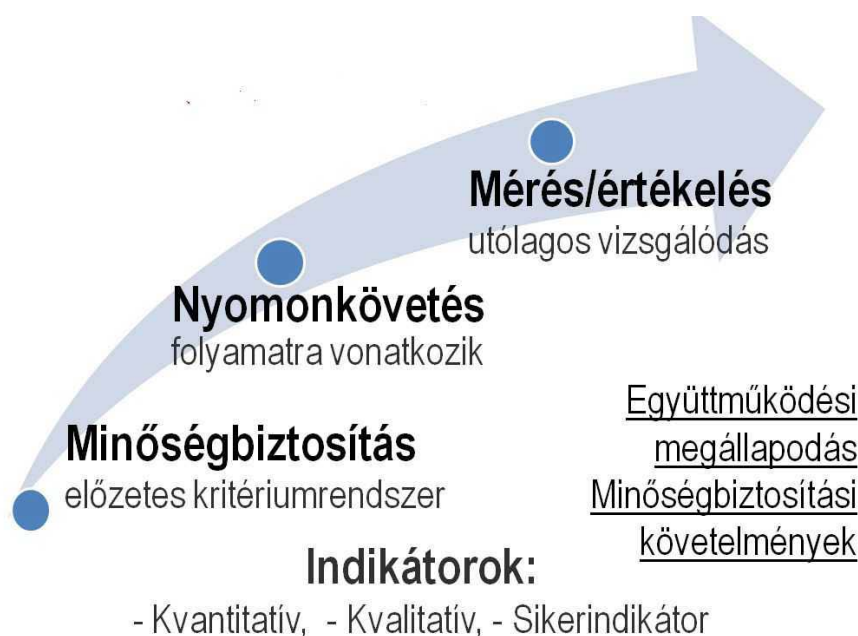 Mérés/értékelés
utólagos vizsgálódás
Nyomonkövetés
folyamatra vonatkozik
Minőségbiztosítás
előzetes kritériumrendszer
Együttműködési
megállapodás
Minőségbiztosítási
követelmények
Indikátorok:
- Kvantitatív, - Kvalitatív, - Sikerindikátor